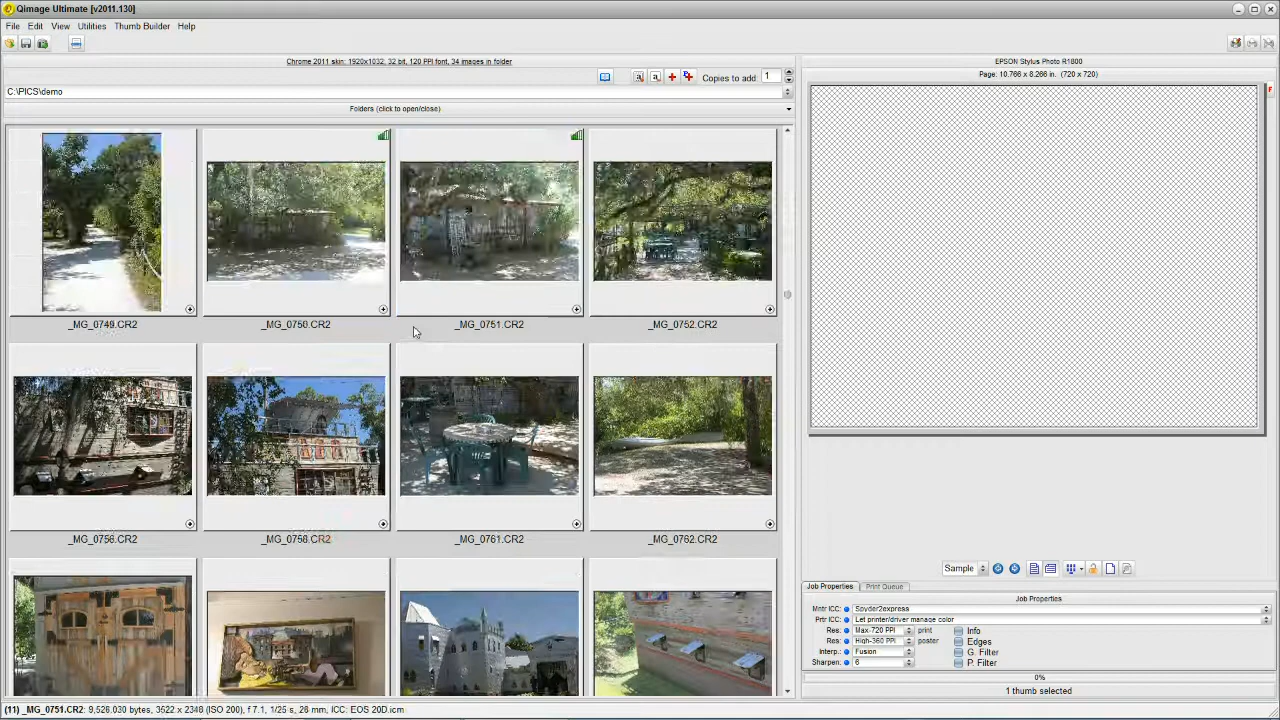 Qimage Ultimate [v2011.130]
File Edit View Utilities Thumb Builder Help
Chrome 2011 skin: 1920x1032, 32 bit, 120 PPI font, 34 images in folder
EPSON Stylus Photo R1800
Page: 10.766 x 8.266 in. (720 x 720)
Copies to add: 1
C:\PICS\demo
Folders (click to open/close)
_MG_0749.CR2
_MG_0750.CR2
_MG_0751.CR2
_MG_0752.CR2
_MG_0756.CR2
_MG_0758.CR2
_MG_0761.CR2
_MG_0762.CR2
Sample
Job Properties Print Queue
Job Properties
Mntr ICC: Spyder2express
Prtr ICC: Let printer/driver manage color
Res: Max-720 PPI print Info
Res: High-360 PPI poster Edges
Interp.: Fusion G. Filter
Sharpen: 6 P. Filter
0%
1 thumb selected
(11) _MG_0751.CR2: 9,526,030 bytes, 3522 x 2348 (ISO 200), f 7.1, 1/25 s, 26 mm, ICC: EOS 20D.icm